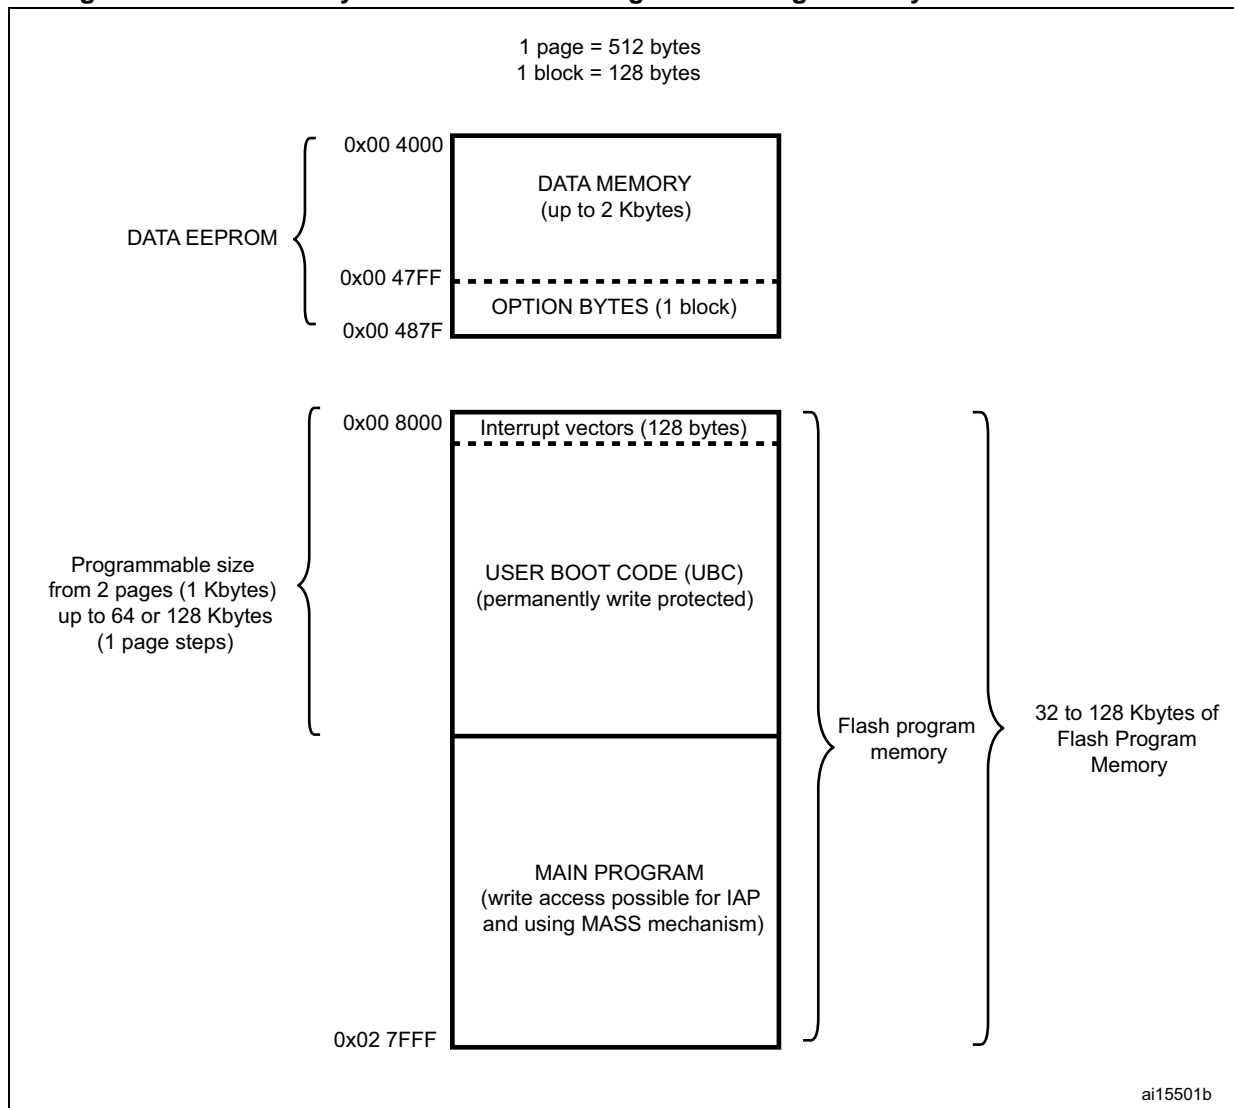 1 page = 512 bytes
1 block = 128 bytes
0x00 4000
DATA MEMORY
(up to 2 Kbytes)
DATA EEPROM
0x00 47FF
OPTION BYTES (1 block)
0x00 487F
0x00 8000
Interrupt vectors (128 bytes)
Programmable size
from 2 pages (1 Kbytes)
up to 64 or 128 Kbytes
(1 page steps)
USER BOOT CODE (UBC)
(permanently write protected)
Flash program
memory
32 to 128 Kbytes of
Flash Program
Memory
MAIN PROGRAM
(write access possible for IAP
and using MASS mechanism)
0x02 7FFF
ai15501b